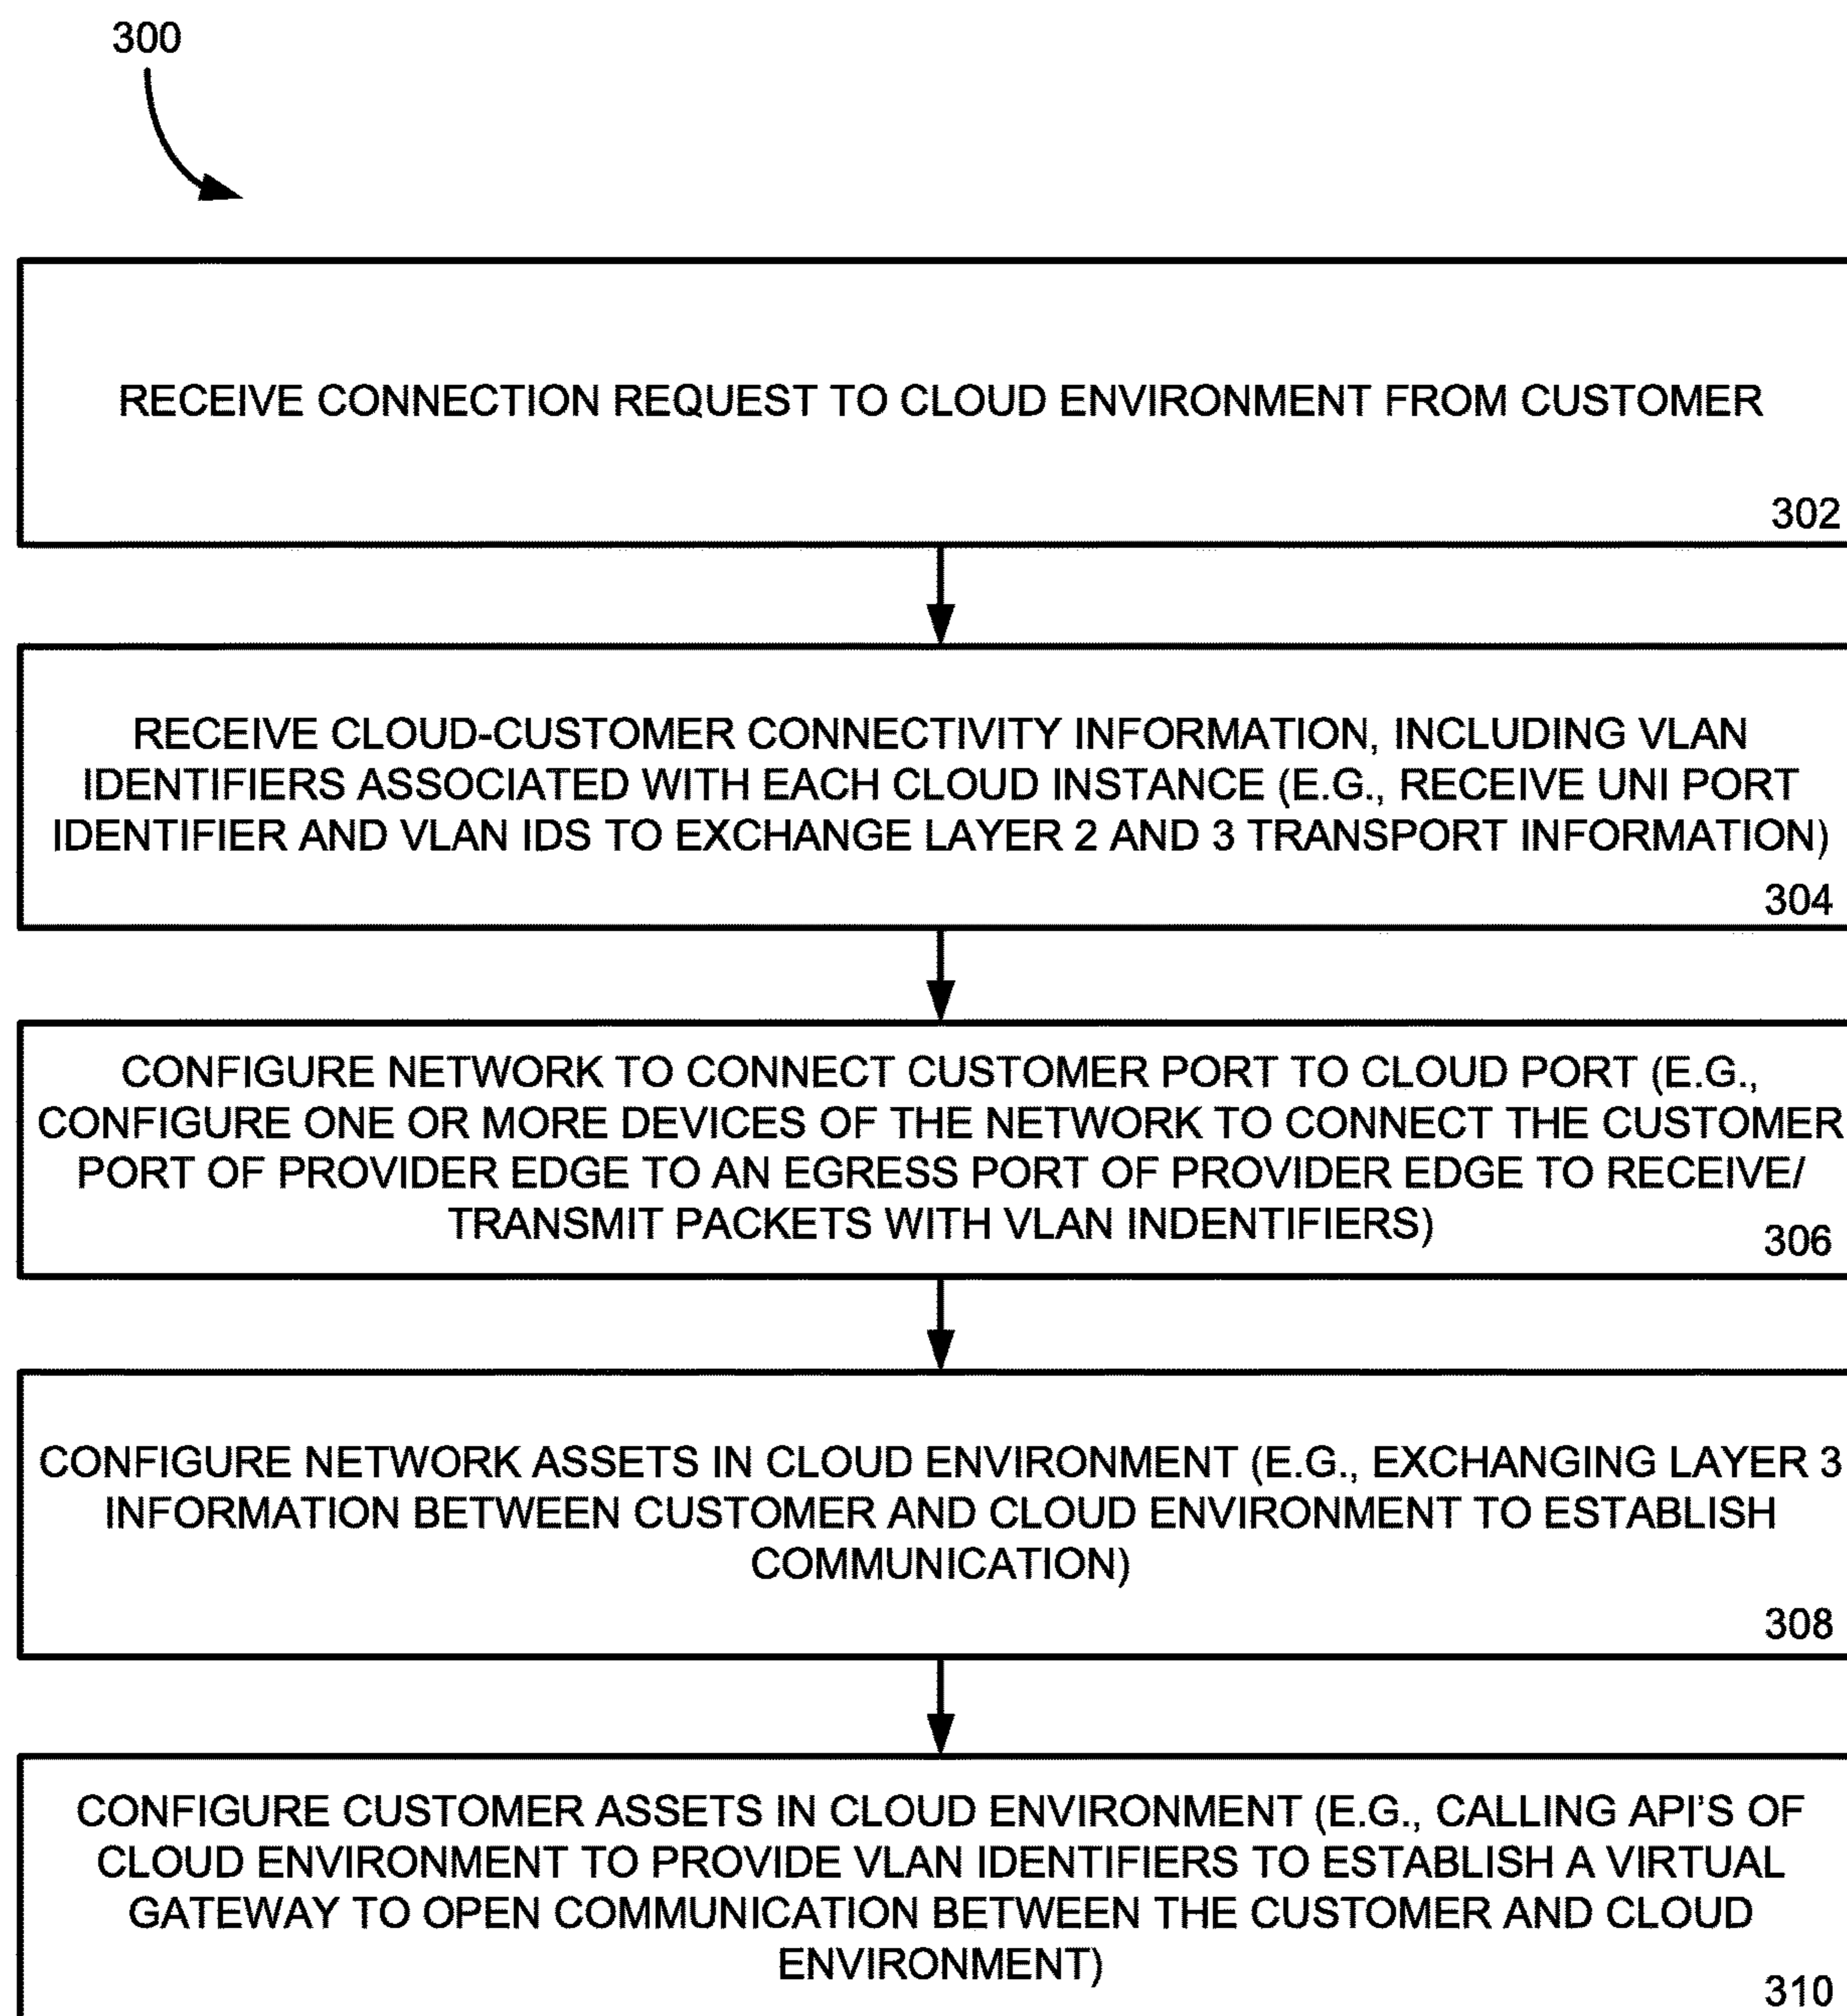 300
RECEIVE CONNECTION REQUEST TO CLOUD ENVIRONMENT FROM CUSTOMER
302
RECEIVE CLOUD-CUSTOMER CONNECTIVITY INFORMATION, INCLUDING VLAN
IDENTIFIERS ASSOCIATED WITH EACH CLOUD INSTANCE (E.G., RECEIVE UNI PORT
IDENTIFIER AND VLAN IDS TO EXCHANGE LAYER 2 AND 3 TRANSPORT INFORMATION)
304
CONFIGURE NETWORK TO CONNECT CUSTOMER PORT TO CLOUD PORT (E.G.,
CONFIGURE ONE OR MORE DEVICES OF THE NETWORK TO CONNECT THE CUSTOMER
PORT OF PROVIDER EDGE TO AN EGRESS PORT OF PROVIDER EDGE TO RECEIVE/
TRANSMIT PACKETS WITH VLAN INDENTIFIERS)
306
CONFIGURE NETWORK ASSETS IN CLOUD ENVIRONMENT (E.G., EXCHANGING LAYER 3
INFORMATION BETWEEN CUSTOMER AND CLOUD ENVIRONMENT TO ESTABLISH
COMMUNICATION)
308
CONFIGURE CUSTOMER ASSETS IN CLOUD ENVIRONMENT (E.G., CALLING API'S OF
CLOUD ENVIRONMENT TO PROVIDE VLAN IDENTIFIERS TO ESTABLISH A VIRTUAL
GATEWAY TO OPEN COMMUNICATION BETWEEN THE CUSTOMER AND CLOUD
ENVIRONMENT)
310